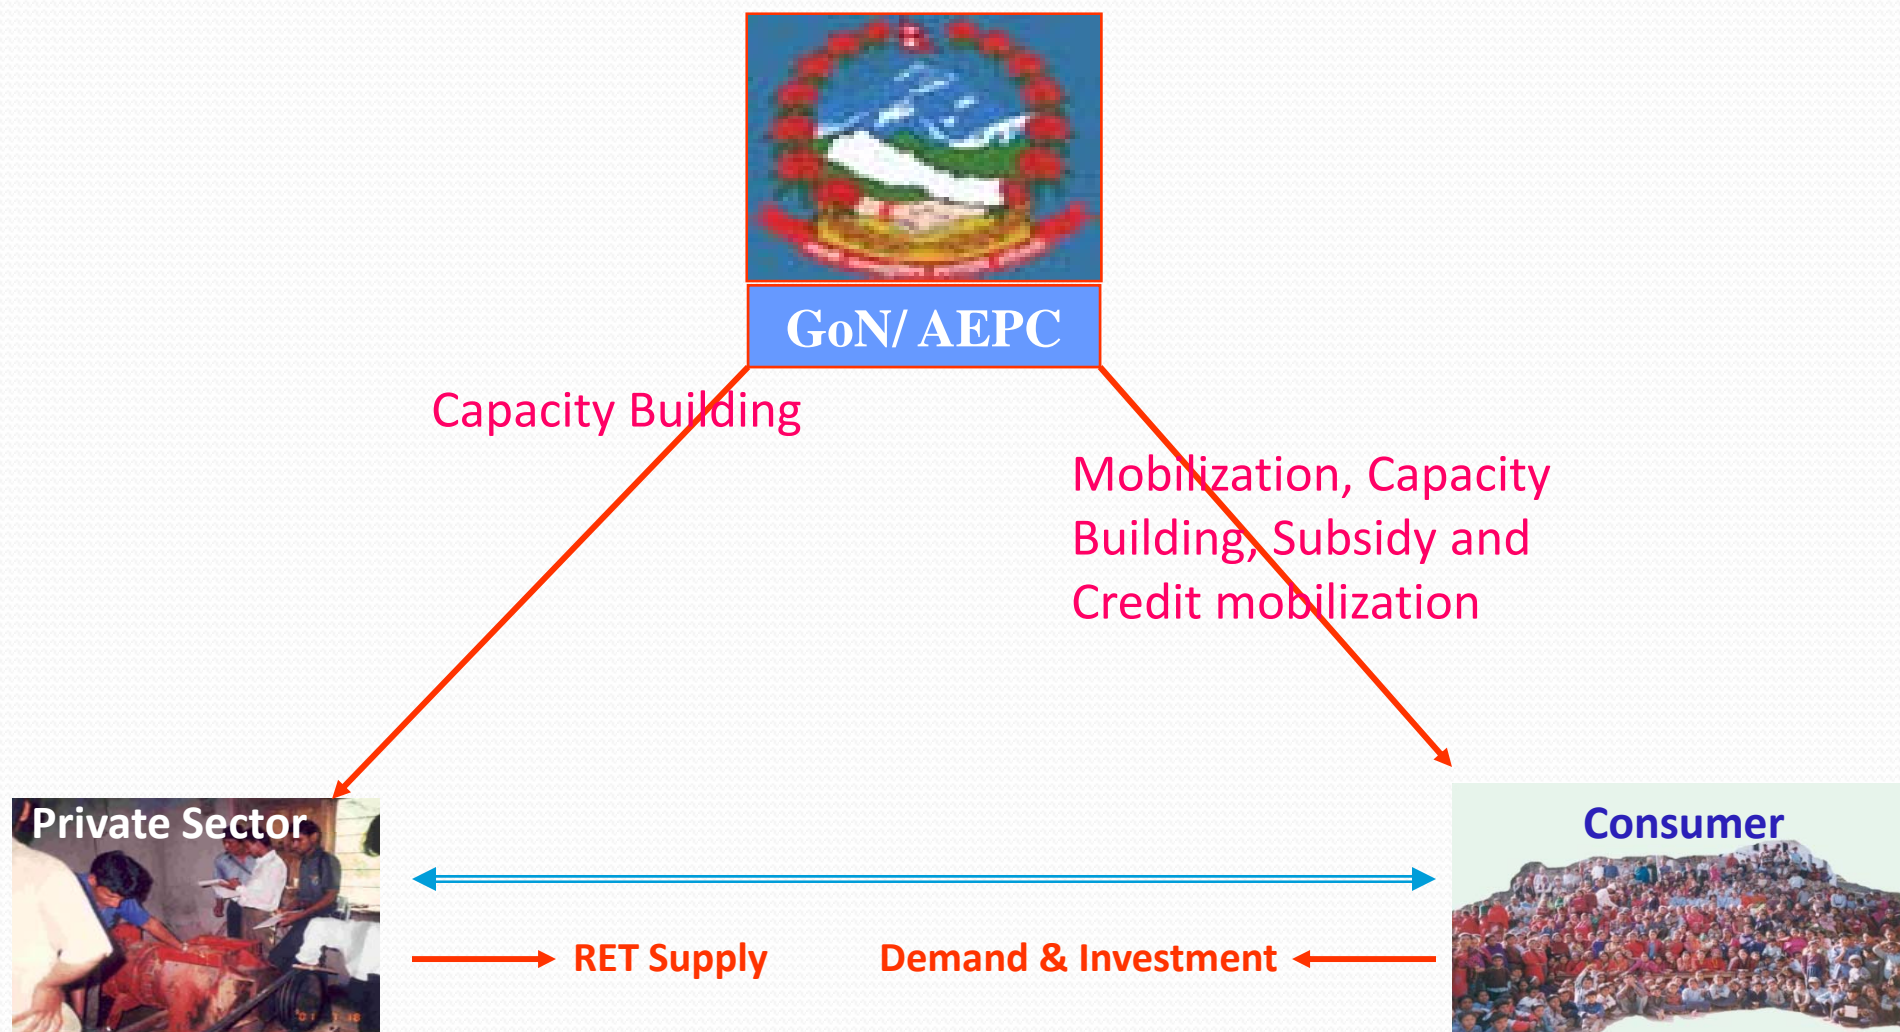 GoN/ AEPC
Capacity Building
Mobilization, Capacity
Building, Subsidy and
Credit mobilization
Private Sector
Consumer
RET Supply
Demand & Investment